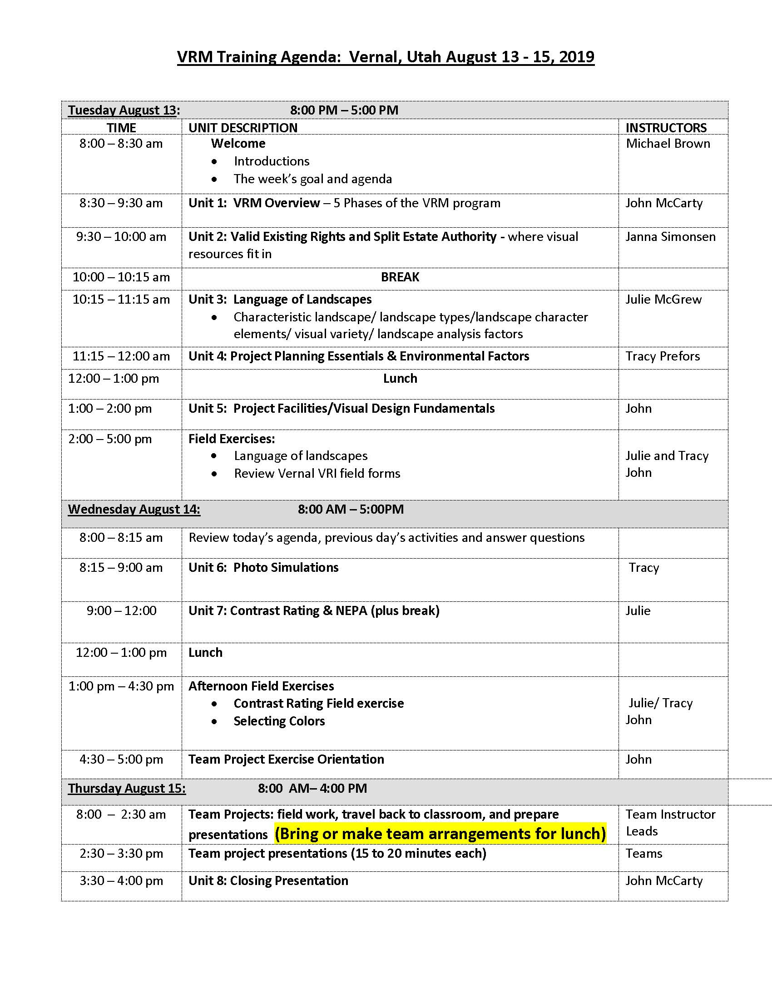 VRM Training Agenda:  Vernal, Utah August 13 - 15, 2019
Tuesday August 13: 8:00 PM – 5:00 PM
TIME UNIT DESCRIPTION INSTRUCTORS
8:00 – 8:30 am Welcome Michael Brown
• Introductions
• The week’s goal and agenda
8:30 – 9:30 am Unit 1:  VRM Overview – 5 Phases of the VRM program John McCarty
9:30 – 10:00 am Unit 2: Valid Existing Rights and Split Estate Authority - where visual Janna Simonsen
resources fit in
10:00 – 10:15 am BREAK
10:15 – 11:15 am Unit 3:  Language of Landscapes Julie McGrew
• Characteristic landscape/ landscape types/landscape character
elements/ visual variety/ landscape analysis factors
11:15 – 12:00 am Unit 4: Project Planning Essentials & Environmental Factors Tracy Prefors
12:00 – 1:00 pm Lunch
1:00 – 2:00 pm Unit 5:  Project Facilities/Visual Design Fundamentals John
2:00 – 5:00 pm Field Exercises:
• Language of landscapes Julie and Tracy
• Review Vernal VRI field forms John
Wednesday August 14: 8:00 AM – 5:00PM
8:00 – 8:15 am Review today’s agenda, previous day’s activities and answer questions
8:15 – 9:00 am Unit 6:  Photo Simulations Tracy
9:00 – 12:00 Unit 7: Contrast Rating & NEPA (plus break) Julie
12:00 – 1:00 pm Lunch
1:00 pm – 4:30 pm Afternoon Field Exercises
• Contrast Rating Field exercise Julie/ Tracy
• Selecting Colors John
4:30 – 5:00 pm Team Project Exercise Orientation John
Thursday August 15: 8:00  AM– 4:00 PM
8:00  –  2:30 am Team Projects: field work, travel back to classroom, and prepare Team Instructor
presentations  (Bring or make team arrangements for lunch) Leads
2:30 – 3:30 pm Team project presentations (15 to 20 minutes each) Teams
3:30 – 4:00 pm Unit 8: Closing Presentation John McCarty